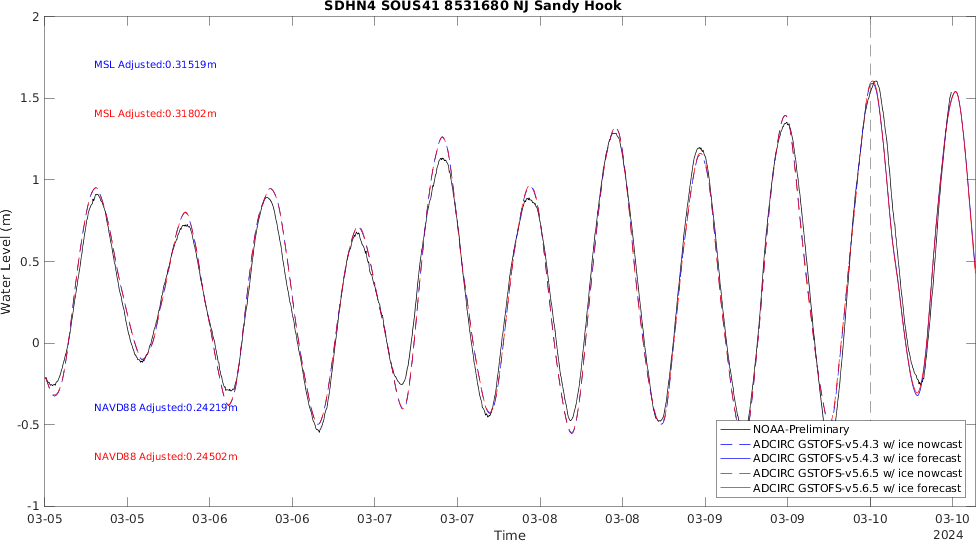 SDHN4 SOUS41 8531680 NJ Sandy Hook
2
1.5
1
0.5
0
-0.5
-1
Water Level (m)
MSL Adjusted:0.31519m
MSL Adjusted:0.31802m
NAVD88 Adjusted:0.24219m
NAVD88 Adjusted:0.24502m
NOAA-Preliminary
ADCIRC GSTOFS-v5.4.3 w/ ice nowcast
ADCIRC GSTOFS-v5.4.3 w/ ice forecast
ADCIRC GSTOFS-v5.6.5 w/ ice nowcast
ADCIRC GSTOFS-v5.6.5 w/ ice forecast
03-05 03-05 03-06 03-06 03-07 03-07 03-08 03-08 03-09 03-09 03-10 03-10
2024
Time